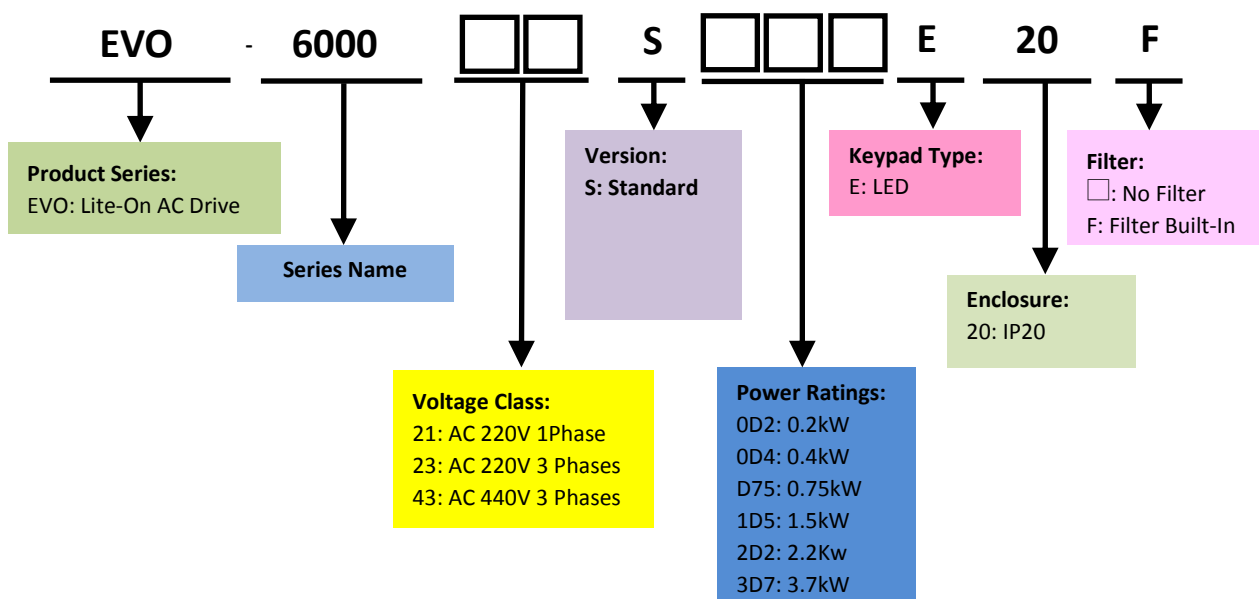 EVO - 6000 □□ S □□□ E 20 F
Product Series:
EVO: Lite-On AC Drive
Series Name
Version:
S: Standard
Keypad Type:
E: LED
Filter:
□: No Filter
F: Filter Built-In
Enclosure:
20: IP20
Voltage Class:
21: AC 220V 1Phase
23: AC 220V 3 Phases
43: AC 440V 3 Phases
Power Ratings:
0D2: 0.2kW
0D4: 0.4kW
D75: 0.75kW
1D5: 1.5kW
2D2: 2.2Kw
3D7: 3.7kW